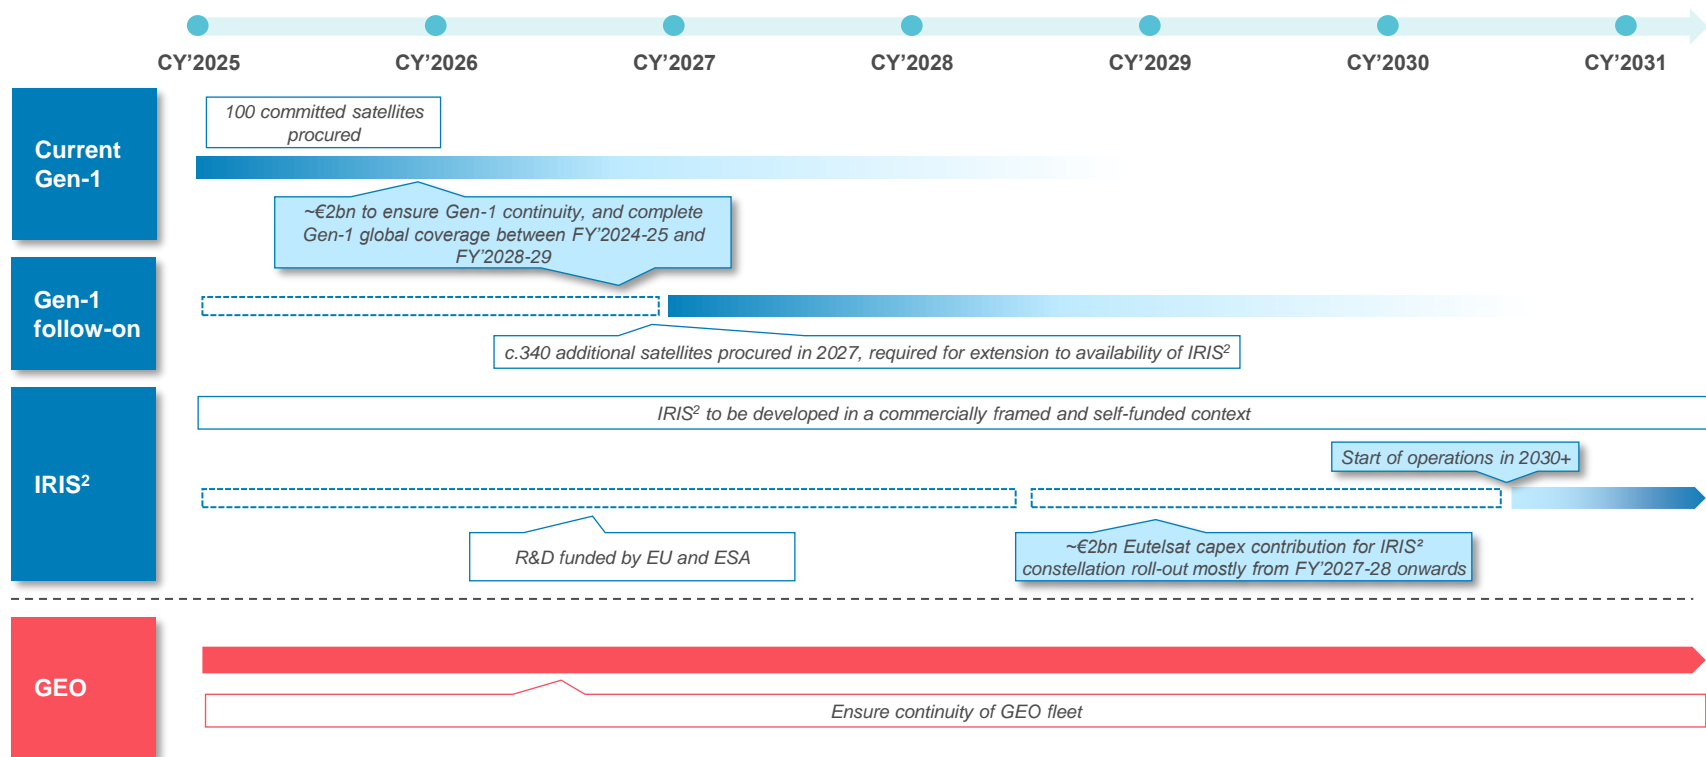 CY'2025 CY'2026 CY'2027 CY'2028 CY'2029 CY'2030 CY'2031
Current
Gen-1
100 committed satellites
procured
~€2bn to ensure Gen-1 continuity, and complete
Gen-1 global coverage between FY'2024-25 and
FY'2028-29
Gen-1
follow-on
c.340 additional satellites procured in 2027, required for extension to availability of IRIS²
IRIS²
IRIS² to be developed in a commercially framed and self-funded context
Start of operations in 2030+
R&D funded by EU and ESA
~€2bn Eutelsat capex contribution for IRIS²
constellation roll-out mostly from FY'2027-28 onwards
GEO
Ensure continuity of GEO fleet